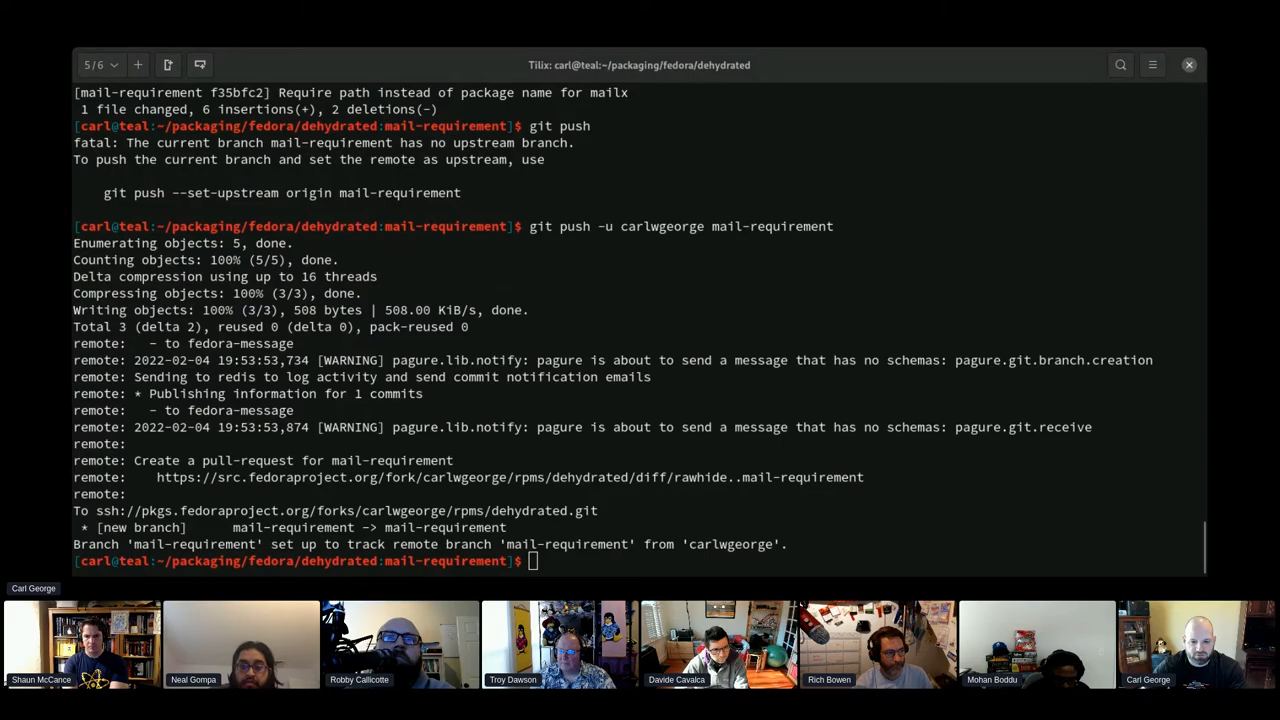 5/6
Tilix: carl@teal:~/packaging/fedora/dehydrated
[mail-requirement f35bfc2] Require path instead of package name for mailx
 1 file changed, 6 insertions(+), 2 deletions(-)
[carl@teal:~/packaging/fedora/dehydrated:mail-requirement]$ git push
fatal: The current branch mail-requirement has no upstream branch.
To push the current branch and set the remote as upstream, use
    git push --set-upstream origin mail-requirement
[carl@teal:~/packaging/fedora/dehydrated:mail-requirement]$ git push -u carlwgeorge mail-requirement
Enumerating objects: 5, done.
Counting objects: 100% (5/5), done.
Delta compression using up to 16 threads
Compressing objects: 100% (3/3), done.
Writing objects: 100% (3/3), 508 bytes | 508.00 KiB/s, done.
Total 3 (delta 2), reused 0 (delta 0), pack-reused 0
remote:   - to fedora-message
remote: 2022-02-04 19:53:53,734 [WARNING] pagure.lib.notify: pagure is about to send a message that has no schemas: pagure.git.branch.creation
remote: Sending to redis to log activity and send commit notification emails
remote: * Publishing information for 1 commits
remote:   - to fedora-message
remote: 2022-02-04 19:53:53,874 [WARNING] pagure.lib.notify: pagure is about to send a message that has no schemas: pagure.git.receive
remote:
remote: Create a pull-request for mail-requirement
remote:    https://src.fedoraproject.org/fork/carlwgeorge/rpms/dehydrated/diff/rawhide..mail-requirement
remote:
To ssh://pkgs.fedoraproject.org/forks/carlwgeorge/rpms/dehydrated.git
 * [new branch]      mail-requirement -> mail-requirement
Branch 'mail-requirement' set up to track remote branch 'mail-requirement' from 'carlwgeorge'.
[carl@teal:~/packaging/fedora/dehydrated:mail-requirement]$
Carl George
Shaun McCance
Neal Gompa
Robby Callicotte
Troy Dawson
Davide Cavalca
Rich Bowen
Mohan Boddu
Carl George